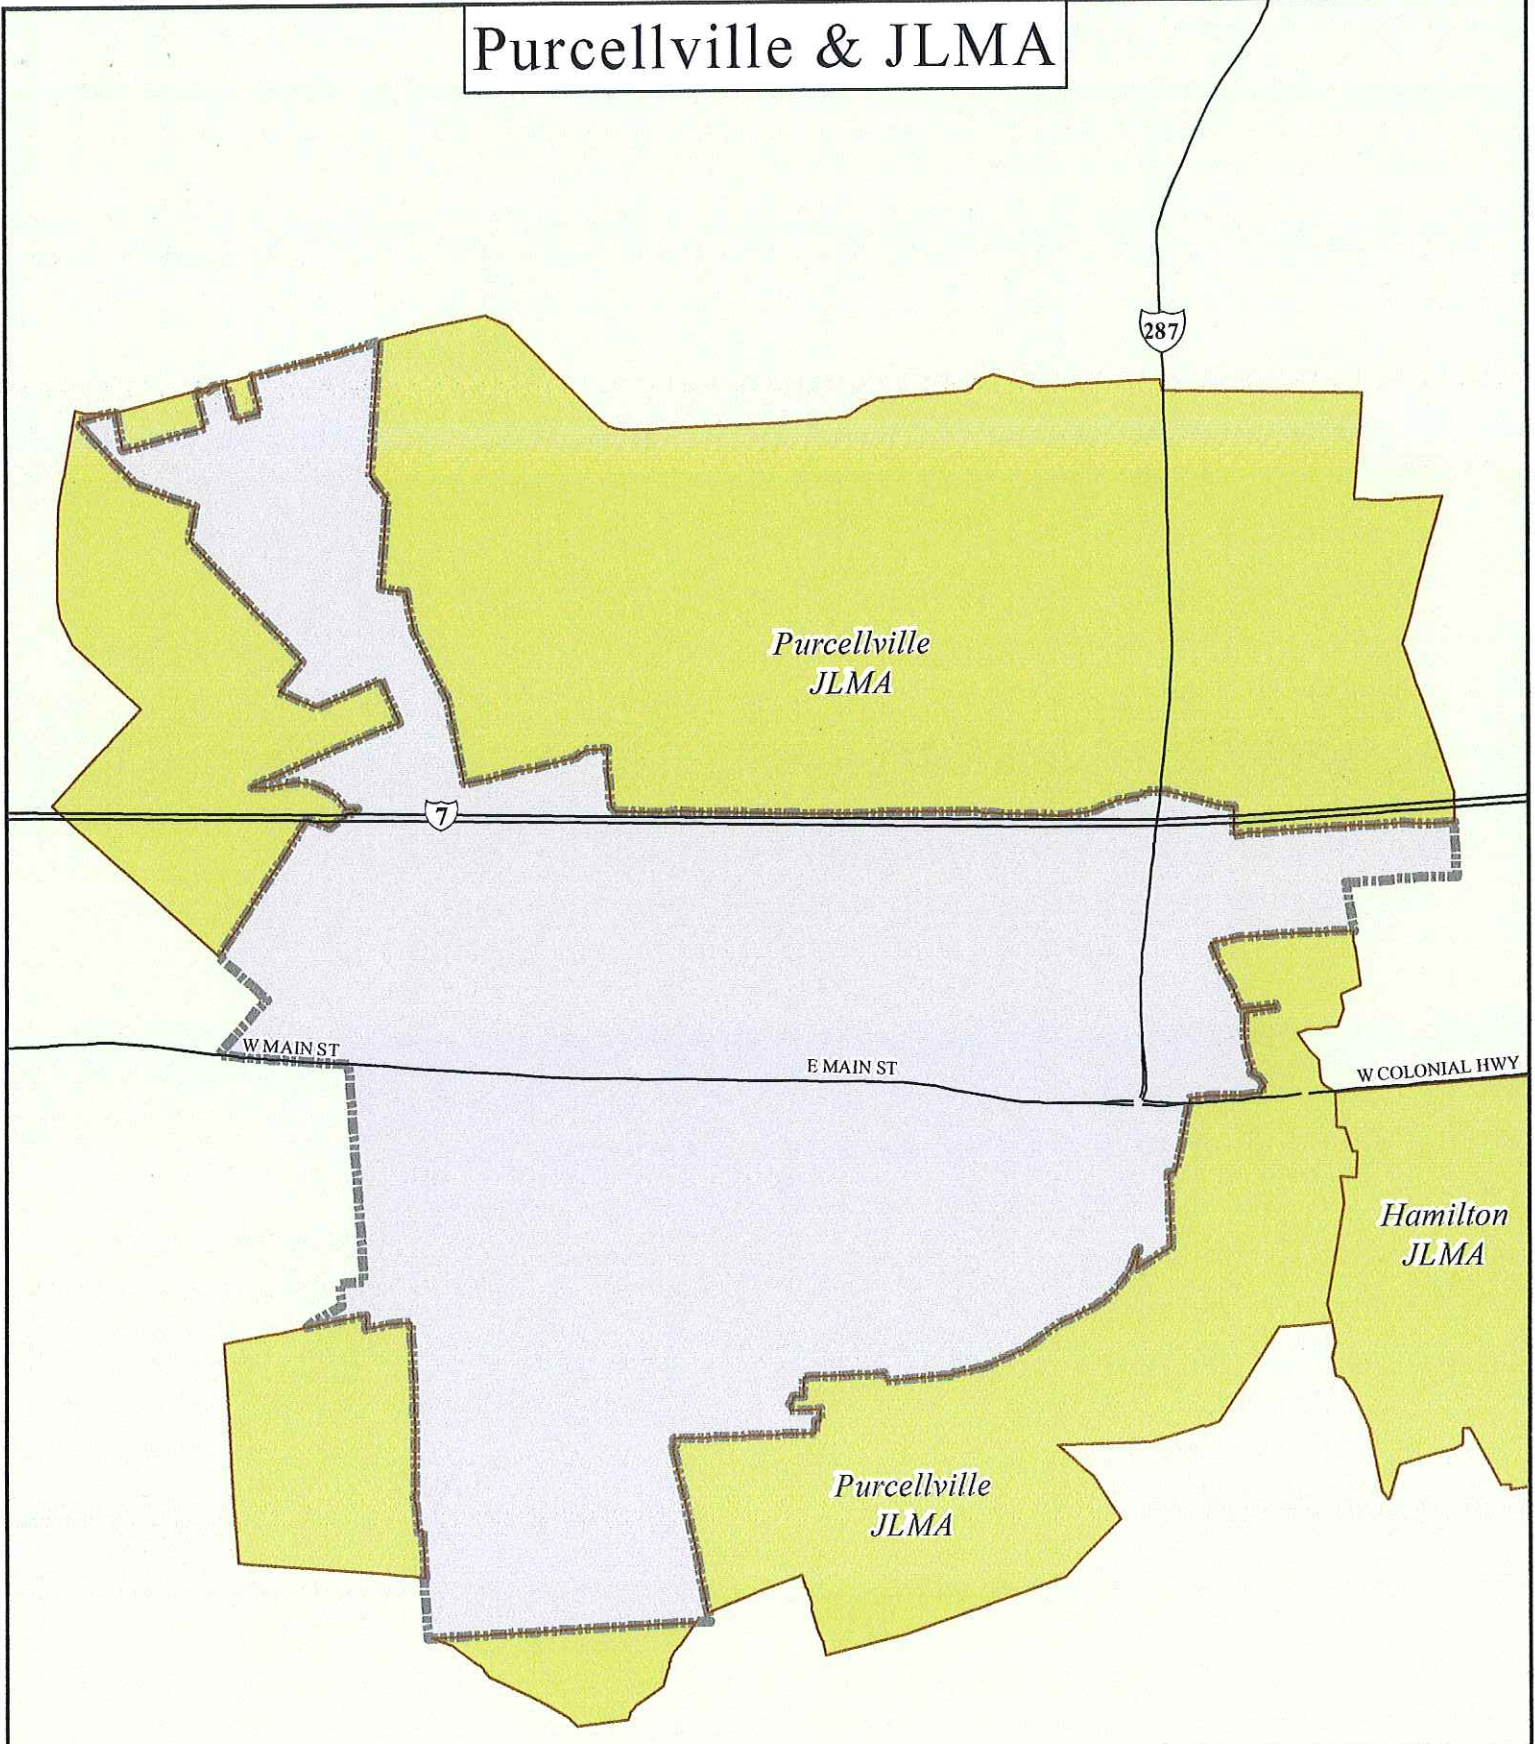 Purcellville & JLMA
287
Purcellville
JLMA
7
W MAIN ST
E MAIN ST
W COLONIAL HWY
Hamilton
JLMA
Purcellville
JLMA